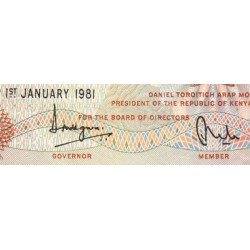 1ST JANUARY 1981
DANIEL TOROITICH ARAP MO
PRESIDENT OF THE REPUBLIC OF KENYA
FOR THE BOARD OF DIRECTORS
GOVERNOR
MEMBER